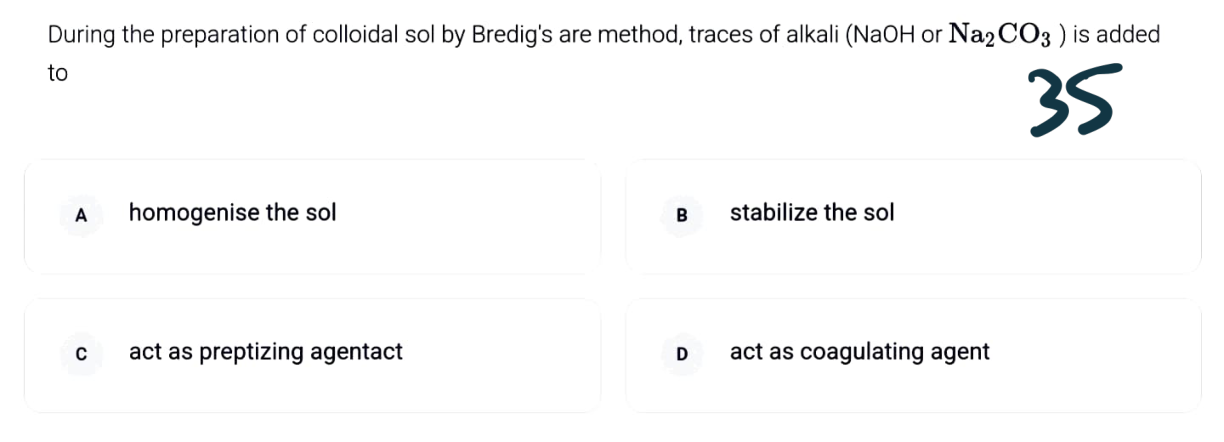 During the preparation of colloidal sol by Bredig's are method, traces of alkali (NaOH or Na₂CO₃ ) is added
to
35
A homogenise the sol
B stabilize the sol
C act as preptizing agentact
D act as coagulating agent